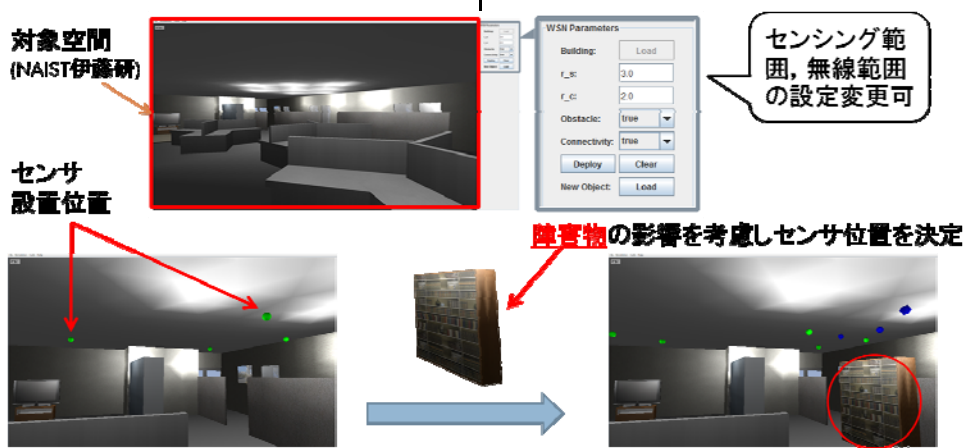 対象空間
(NAIST伊藤研)
WSN Parameters
Building:
Load
r_s:
3.0
r_c:
2.0
Obstacle:
true
Connectivity:
true
Deploy
Clear
New Object:
Load
センシング範
囲, 無線範囲
の設定変更可
センサ
設置位置
障害物の影響を考慮しセンサ位置を決定